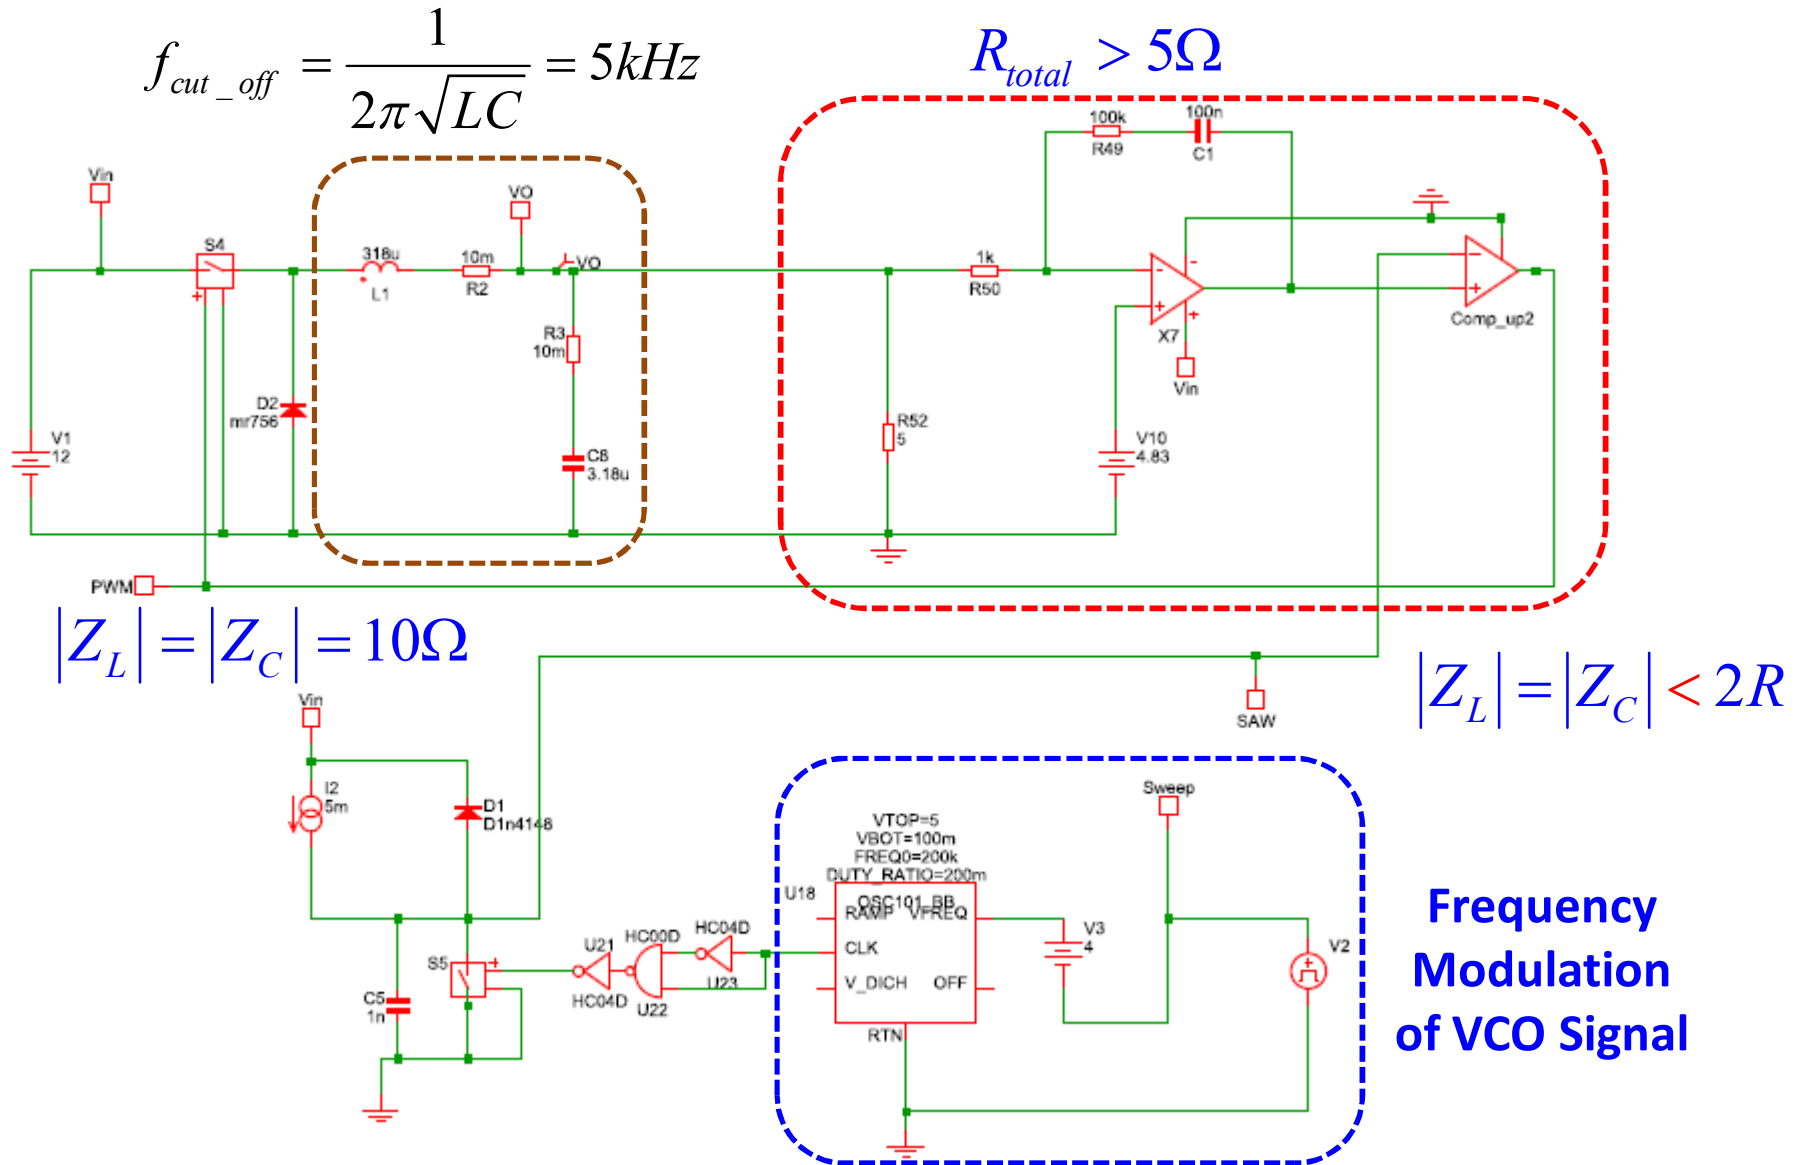 f_cut_off = 1 / 2π√LC = 5kHz
R_total > 5Ω
100k
R49
100n
C1
Vin
S4
+
318u
L1
10m
R2
VO
VO
R3
10m
C8
3.18u
D2
mr756
V1
12
1k
R50
-
+
-
+
X7
Vin
-
+
Comp_up2
R52
5
V10
4.83
PWM
|Z_L| = |Z_C| = 10Ω
|Z_L| = |Z_C| < 2R
SAW
Vin
I2
5m
D1
D1n4148
C5
1n
S5
+
U21
HC04D
HC00D
U22
HC04D
U23
VTOP=5
VBOT=100m
FREQ0=200k
DUTY_RATIO=200m
U18
OSC101_BB
RAMP VFREQ
CLK
V_DICH OFF
RTN
V3
4
Sweep
V2
+
Frequency
Modulation
of VCO Signal